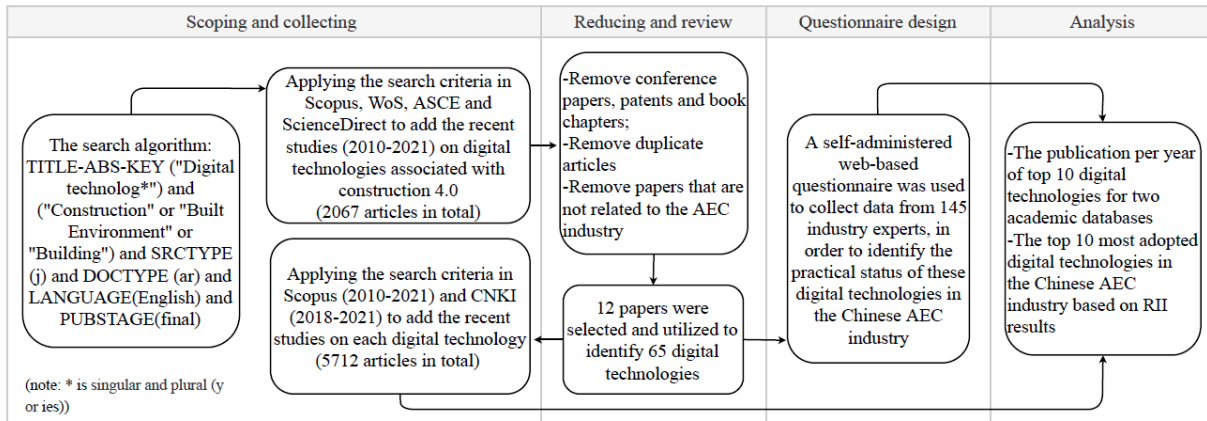 Scoping and collecting
Reducing and review
Questionnaire design
Analysis
The search algorithm:
TITLE-ABS-KEY ("Digital
technolog*") and
("Construction" or "Built
Environment" or
"Building") and SRCTYPE
(j) and DOCTYPE (ar) and
LANGUAGE(English) and
PUBSTAGE(final)
(note: * is singular and plural (y
or ies))
Applying the search criteria in
Scopus, WoS, ASCE and
ScienceDirect to add the recent
studies (2010-2021) on digital
technologies associated with
construction 4.0
(2067 articles in total)
Applying the search criteria in
Scopus (2010-2021) and CNKI
(2018-2021) to add the recent
studies on each digital technology
(5712 articles in total)
-Remove conference
papers, patents and book
chapters;
-Remove duplicate
articles
-Remove papers that are
not related to the AEC
industry
12 papers were
selected and utilized to
identify 65 digital
technologies
A self-administered
web-based
questionnaire was used
to collect data from 145
industry experts, in
order to identify the
practical status of these
digital technologies in
the Chinese AEC
industry
-The publication per year
of top 10 digital
technologies for two
academic databases
-The top 10 most adopted
digital technologies in
the Chinese AEC
industry based on RII
results